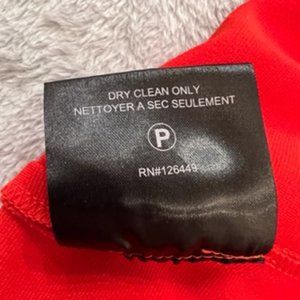 DRY CLEAN ONLY
NETTOYER A SEC SEULEMENT
P
RN#126449